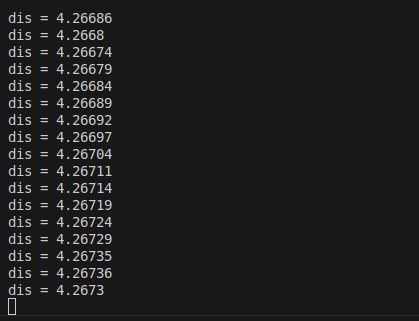 dis = 4.26686
dis = 4.2668
dis = 4.26674
dis = 4.26679
dis = 4.26684
dis = 4.26689
dis = 4.26692
dis = 4.26697
dis = 4.26704
dis = 4.26711
dis = 4.26714
dis = 4.26719
dis = 4.26724
dis = 4.26729
dis = 4.26735
dis = 4.26736
dis = 4.2673